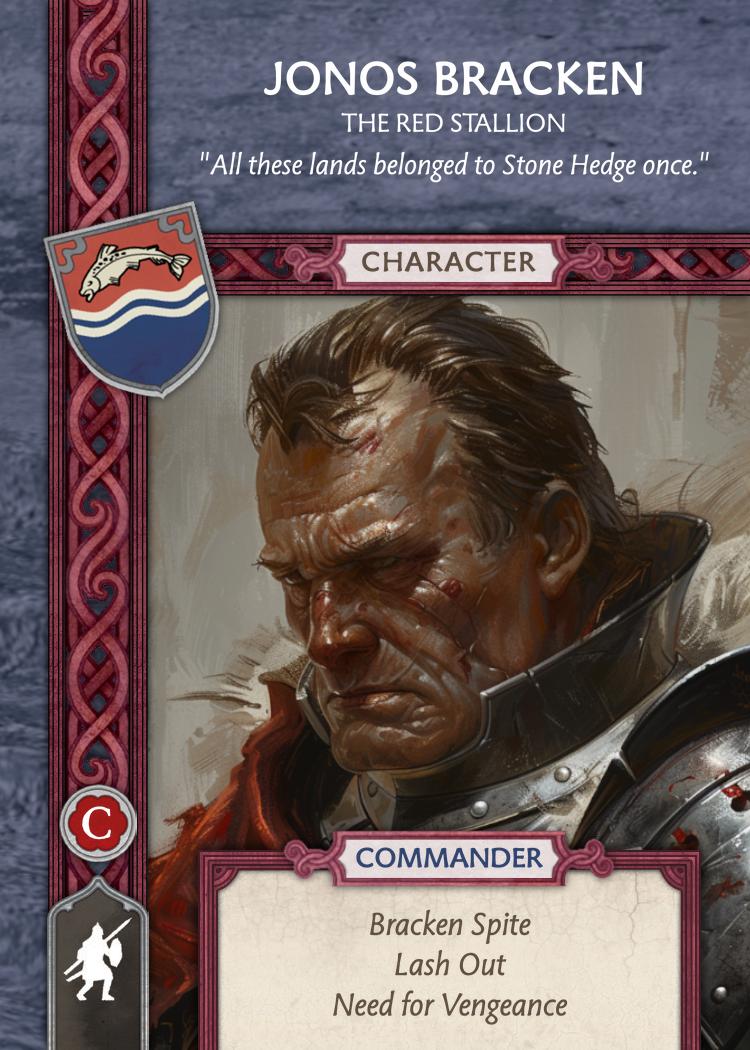 JONOS BRACKEN
THE RED STALLION
"All these lands belonged to Stone Hedge once."
CHARACTER
C
COMMANDER
Bracken Spite
Lash Out
Need for Vengeance